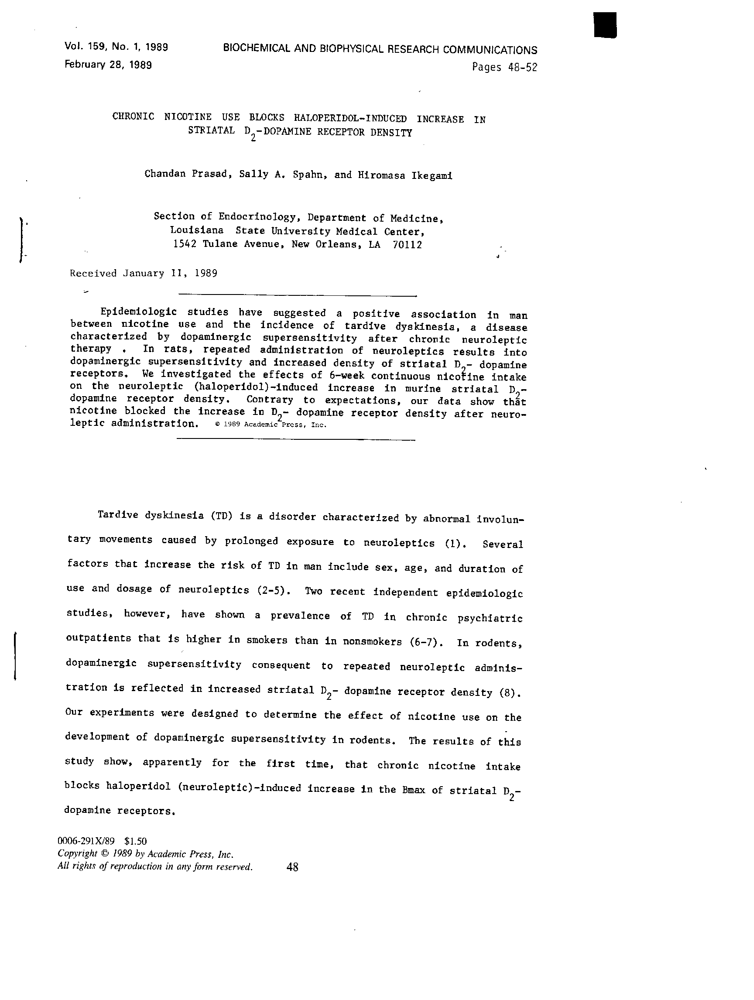 Vol. 159, No. 1, 1989
BIOCHEMICAL AND BIOPHYSICAL RESEARCH COMMUNICATIONS
February 28, 1989
Pages 48-52
CHRONIC NICOTINE USE BLOCKS HALOPERIDOL-INDUCED INCREASE IN
STRIATAL D2-DOPAMINE RECEPTOR DENSITY
Chandan Prasad, Sally A. Spahn, and Hiromasa Ikegami
Section of Endocrinology, Department of Medicine,
Louisiana State University Medical Center,
1542 Tulane Avenue, New Orleans, LA 70112
Received January 11, 1989
Epidemiologic studies have suggested a positive association in man
between nicotine use and the incidence of tardive dyskinesia, a disease
characterized by dopaminergic supersensitivity after chronic neuroleptic
therapy . In rats, repeated administration of neuroleptics results into
dopaminergic supersensitivity and increased density of striatal D2- dopamine
receptors. We investigated the effects of 6-week continuous nicotine intake
on the neuroleptic (haloperidol)-induced increase in murine striatal D2-
dopamine receptor density. Contrary to expectations, our data show that
nicotine blocked the increase in D2- dopamine receptor density after neuro-
leptic administration. © 1989 Academic Press, Inc.
Tardive dyskinesia (TD) is a disorder characterized by abnormal involun-
tary movements caused by prolonged exposure to neuroleptics (1). Several
factors that increase the risk of TD in man include sex, age, and duration of
use and dosage of neuroleptics (2-5). Two recent independent epidemiologic
studies, however, have shown a prevalence of TD in chronic psychiatric
outpatients that is higher in smokers than in nonsmokers (6-7). In rodents,
dopaminergic supersensitivity consequent to repeated neuroleptic adminis-
tration is reflected in increased striatal D2- dopamine receptor density (8).
Our experiments were designed to determine the effect of nicotine use on the
development of dopaminergic supersensitivity in rodents. The results of this
study show, apparently for the first time, that chronic nicotine intake
blocks haloperidol (neuroleptic)-induced increase in the Bmax of striatal D2-
dopamine receptors.
0006-291X/89 $1.50
Copyright © 1989 by Academic Press, Inc.
All rights of reproduction in any form reserved.
48